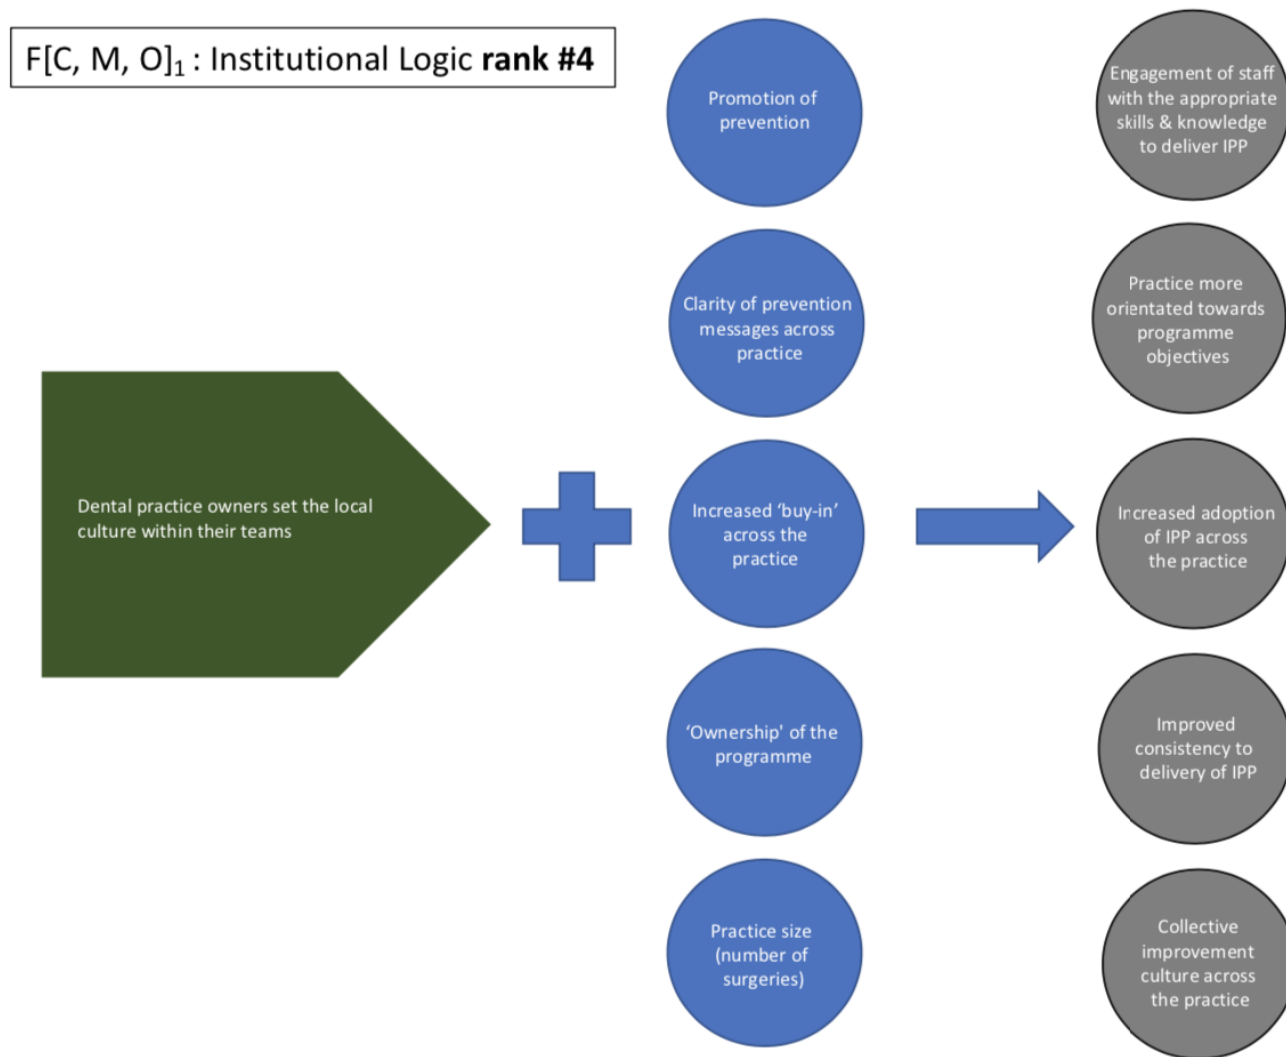 F[C, M, O]₁ : Institutional Logic rank #4
Dental practice owners set the local
culture within their teams
Promotion of
prevention
Clarity of prevention
messages across
practice
Increased ‘buy-in’
across the
practice
‘Ownership' of the
programme
Practice size
(number of
surgeries)
Engagement of staff
with the appropriate
skills & knowledge
to deliver IPP
Practice more
orientated towards
programme
objectives
Increased adoption
of IPP across
the practice
Improved
consistency to
delivery of IPP
Collective
improvement
culture across
the practice